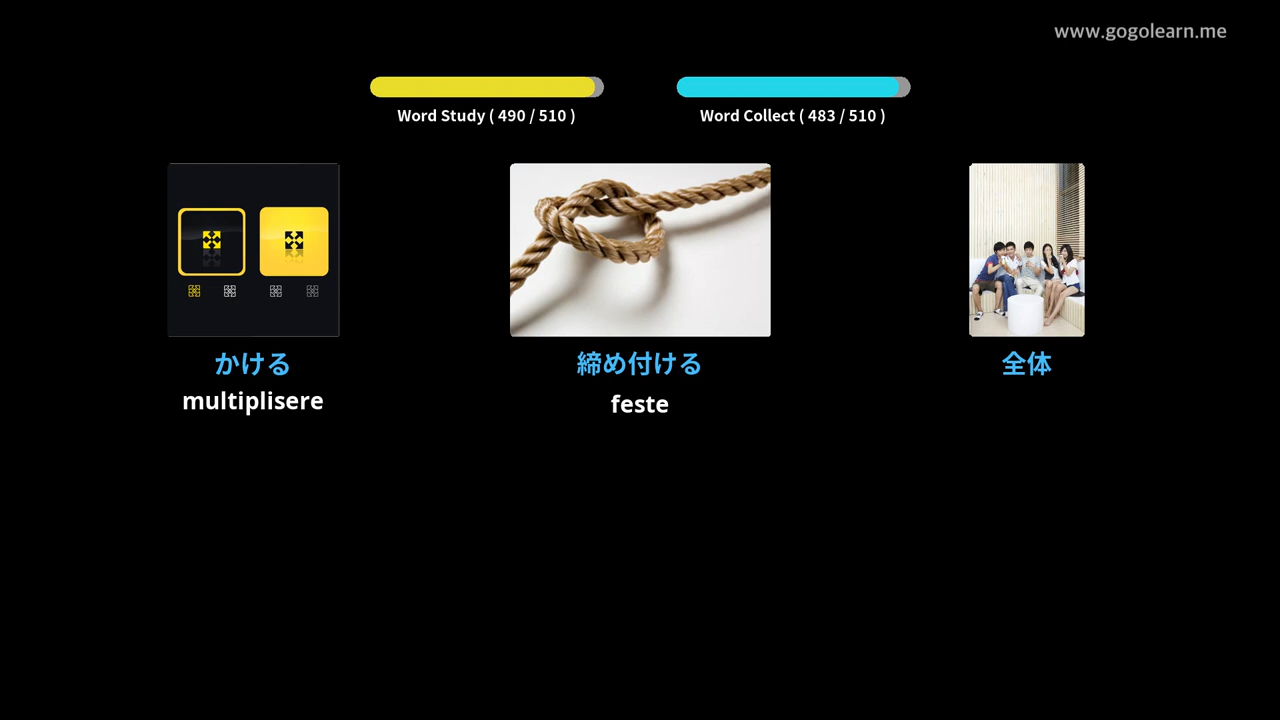 www.gogolearn.me
Word Study ( 490 / 510 )
Word Collect ( 483 / 510 )
かける
締め付ける
全体
multiplisere
feste